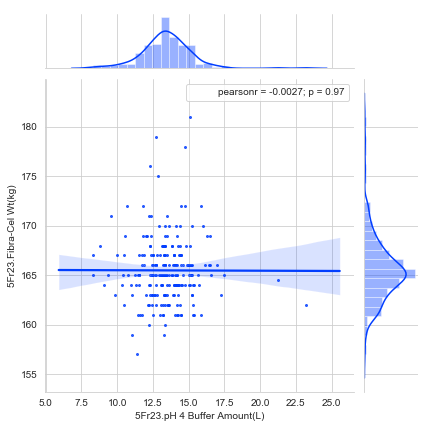 pearsonr = -0.0027; p = 0.97
5Fr23.Fibra-Cel Wt(kg)
180
175
170
165
160
155
5.0 7.5 10.0 12.5 15.0 17.5 20.0 22.5 25.0
5Fr23.pH 4 Buffer Amount(L)